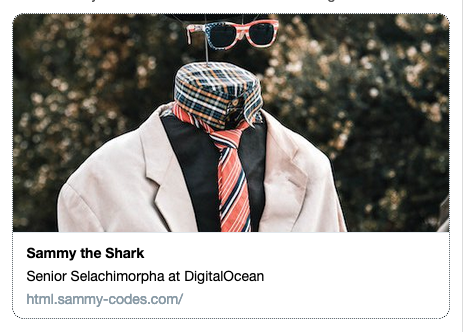 Sammy the Shark
Senior Selachimorpha at DigitalOcean
html.sammy-codes.com/